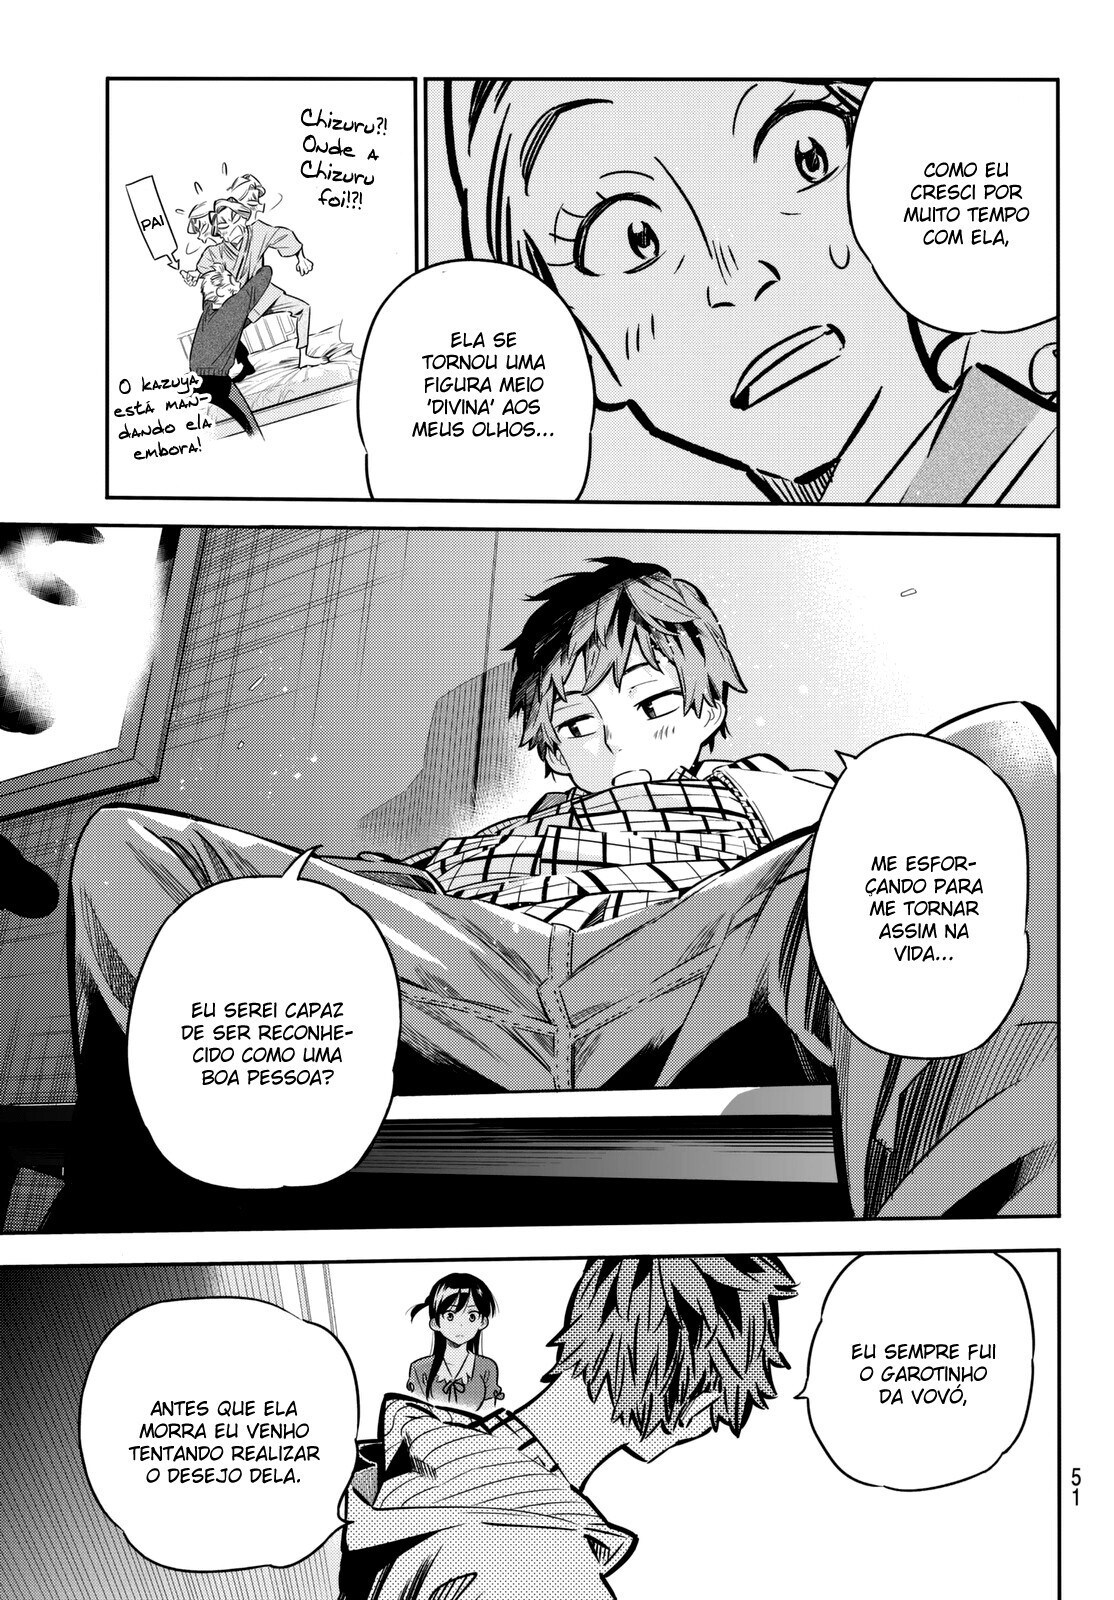 COMO EU
CRESCI POR
MUITO TEMPO
COM ELA,
ELA SE
TORNOU UMA
FIGURA MEIO
'DIVINA' AOS
MEUS OLHOS...
Chizuru?!
Onde a
Chizuru
foi!?!
PAI
O KAZUYA
ESTÁ MAN-
DANDO ELA
EMBORA!
ME ESFOR-
ÇANDO PARA
ME TORNAR
ASSIM NA
VIDA...
EU SEREI CAPAZ
DE SER RECONHE-
CIDO COMO UMA
BOA PESSOA?
EU SEMPRE FUI
O GAROTINHO
DA VOVÓ,
ANTES QUE ELA
MORRA EU VENHO
TENTANDO REALIZAR
O DESEJO DELA.
51